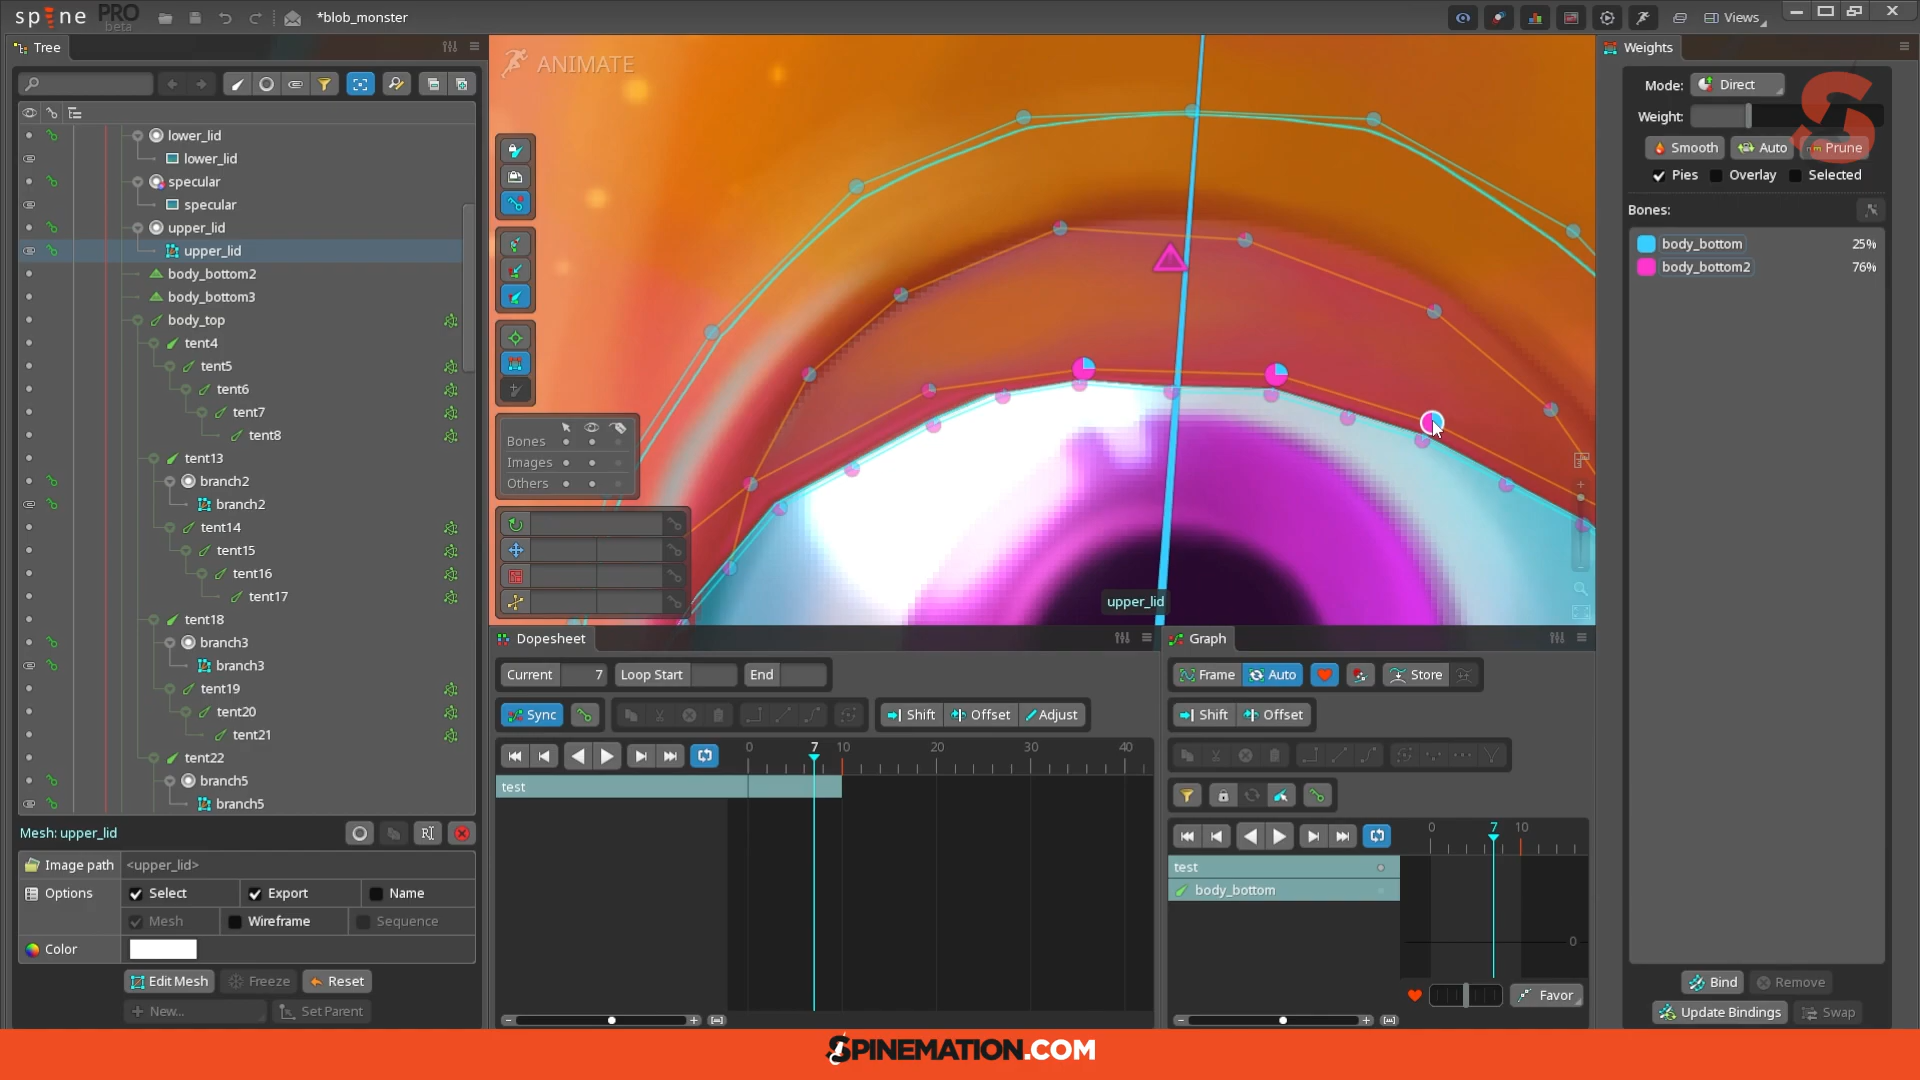 spine PRO
beta
*blob_monster
Views
Tree
lower_lid
lower_lid
specular
specular
upper_lid
upper_lid
body_bottom2
body_bottom3
body_top
tent4
tent5
tent6
tent7
tent8
tent13
branch2
branch2
tent14
tent15
tent16
tent17
tent18
branch3
branch3
tent19
tent20
tent21
tent22
branch5
branch5
Mesh: upper_lid
Image path
<upper_lid>
Options
Select
Export
Name
Mesh
Wireframe
Sequence
Color
Edit Mesh
Freeze
Reset
New...
Set Parent
ANIMATE
Bones
Images
Others
upper_lid
Dopesheet
Current
7
Loop Start
End
Sync
Shift
Offset
Adjust
0
7
10
20
30
40
test
Graph
Frame
Auto
Store
Shift
Offset
0
7
10
test
body_bottom
0
Favor
Weights
Mode:
Direct
Weight:
Smooth
Auto
Prune
Pies
Overlay
Selected
Bones:
body_bottom
25%
body_bottom2
76%
Bind
Remove
Update Bindings
Swap
SPINEMATION.COM